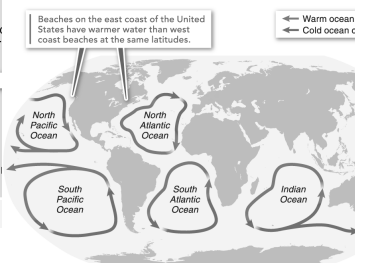 Beaches on the east coast of the United
States have warmer water than west
coast beaches at the same latitudes.
Warm ocean
Cold ocean
North
Pacific
Ocean
North
Atlantic
Ocean
South
Pacific
Ocean
South
Atlantic
Ocean
Indian
Ocean